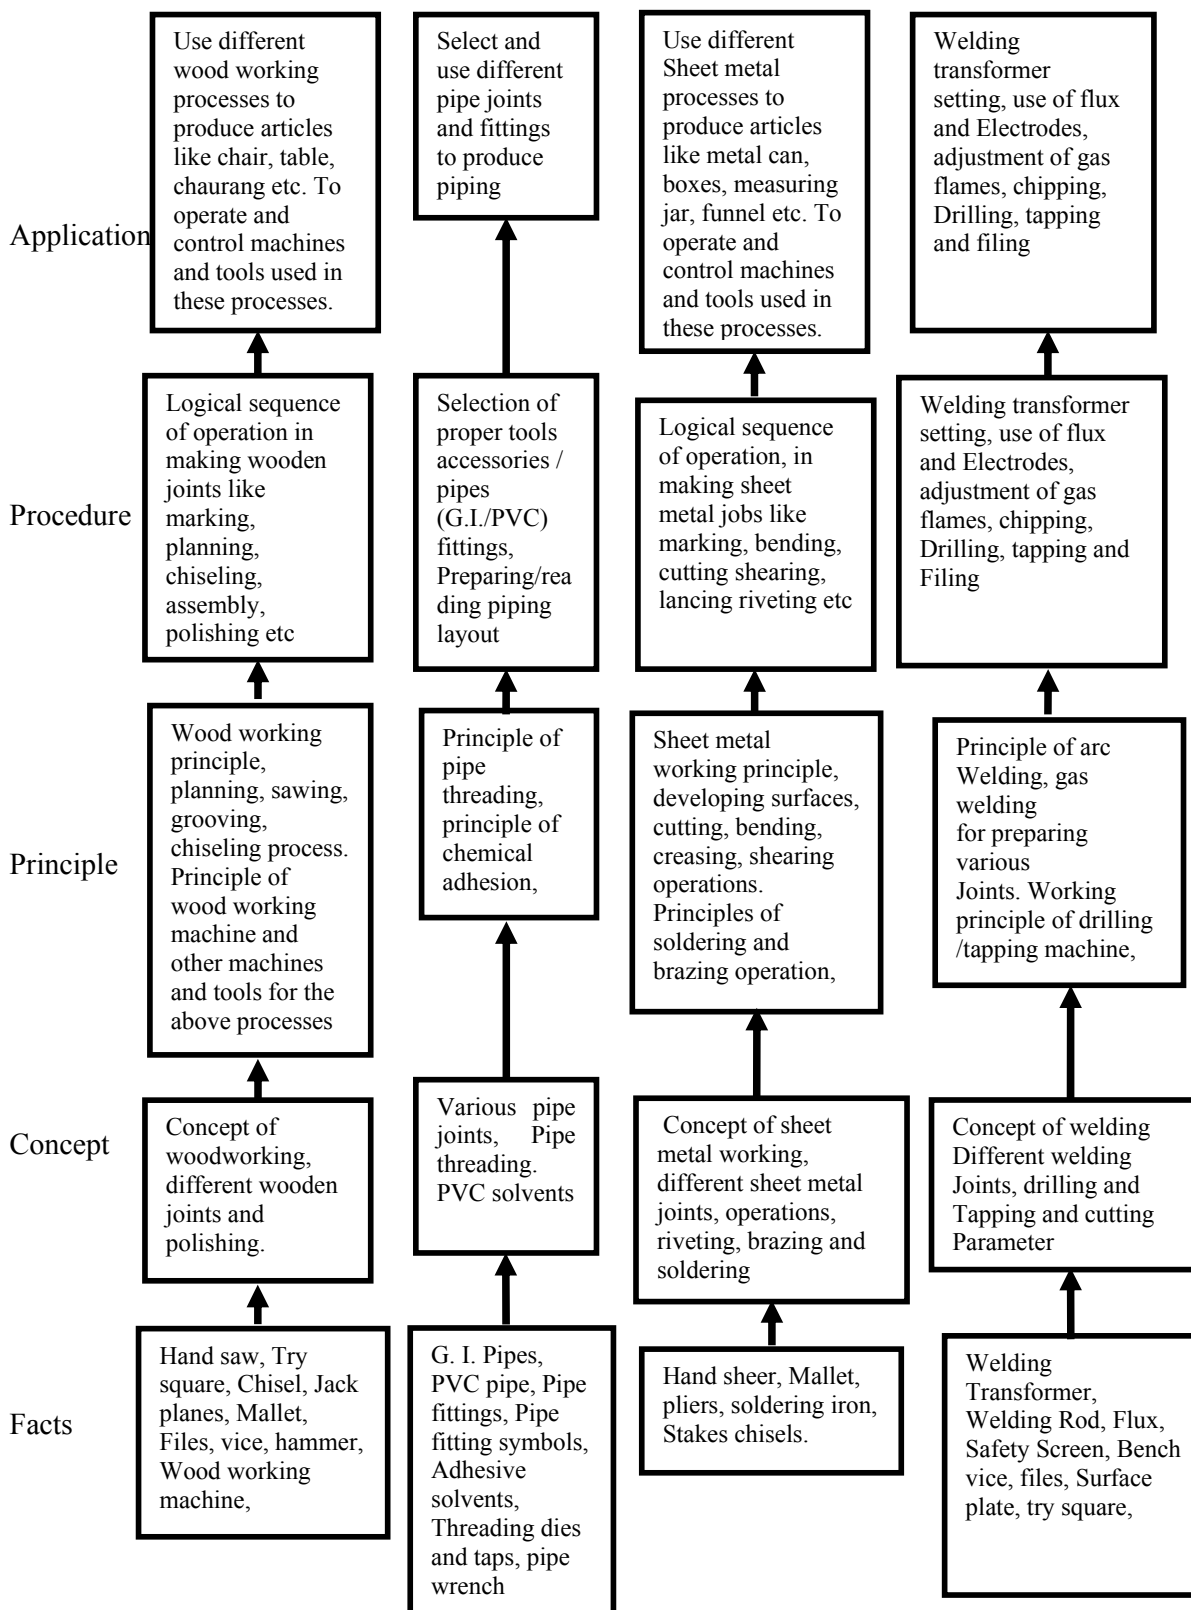 Application
Use different
wood working
processes to
produce articles
like chair, table,
chaurang etc. To
operate and
control machines
and tools used in
these processes.
Select and
use different
pipe joints
and fittings
to produce
piping
Use different
Sheet metal
processes to
produce articles
like metal can,
boxes, measuring
jar, funnel etc. To
operate and
control machines
and tools used in
these processes.
Welding
transformer
setting, use of flux
and Electrodes,
adjustment of gas
flames, chipping,
Drilling, tapping
and filing
Procedure
Logical sequence
of operation in
making wooden
joints like
marking,
planning,
chiseling,
assembly,
polishing etc
Selection of
proper tools
accessories /
pipes
(G.I./PVC)
fittings,
Preparing/rea
ding piping
layout
Logical sequence
of operation, in
making sheet
metal jobs like
marking, bending,
cutting shearing,
lancing riveting etc
Welding transformer
setting, use of flux
and Electrodes,
adjustment of gas
flames, chipping,
Drilling, tapping and
Filing
Principle
Wood working
principle,
planning, sawing,
grooving,
chiseling process.
Principle of
wood working
machine and
other machines
and tools for the
above processes
Principle of
pipe
threading,
principle of
chemical
adhesion,
Sheet metal
working principle,
developing surfaces,
cutting, bending,
creasing, shearing
operations.
Principles of
soldering and
brazing operation,
Principle of arc
Welding, gas
welding
for preparing
various
Joints. Working
principle of drilling
/tapping machine,
Concept
Concept of
woodworking,
different wooden
joints and
polishing.
Various pipe
joints, Pipe
threading.
PVC solvents
Concept of sheet
metal working,
different sheet metal
joints, operations,
riveting, brazing and
soldering
Concept of welding
Different welding
Joints, drilling and
Tapping and cutting
Parameter
Facts
Hand saw, Try
square, Chisel, Jack
planes, Mallet,
Files, vice, hammer,
Wood working
machine,
G. I. Pipes,
PVC pipe, Pipe
fittings, Pipe
fitting symbols,
Adhesive
solvents,
Threading dies
and taps, pipe
wrench
Hand sheer, Mallet,
pliers, soldering iron,
Stakes chisels.
Welding
Transformer,
Welding Rod, Flux,
Safety Screen, Bench
vice, files, Surface
plate, try square,